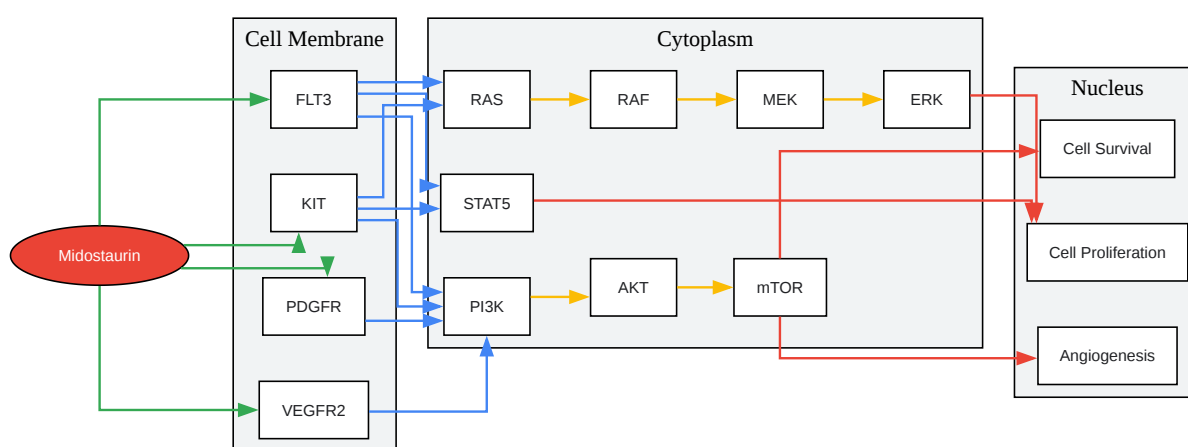 Cell Membrane
Cytoplasm
Nucleus
FLT3
RAS
RAF
MEK
ERK
Cell Survival
KIT
STAT5
Midostaurin
Cell Proliferation
PDGFR
PI3K
AKT
mTOR
Angiogenesis
VEGFR2